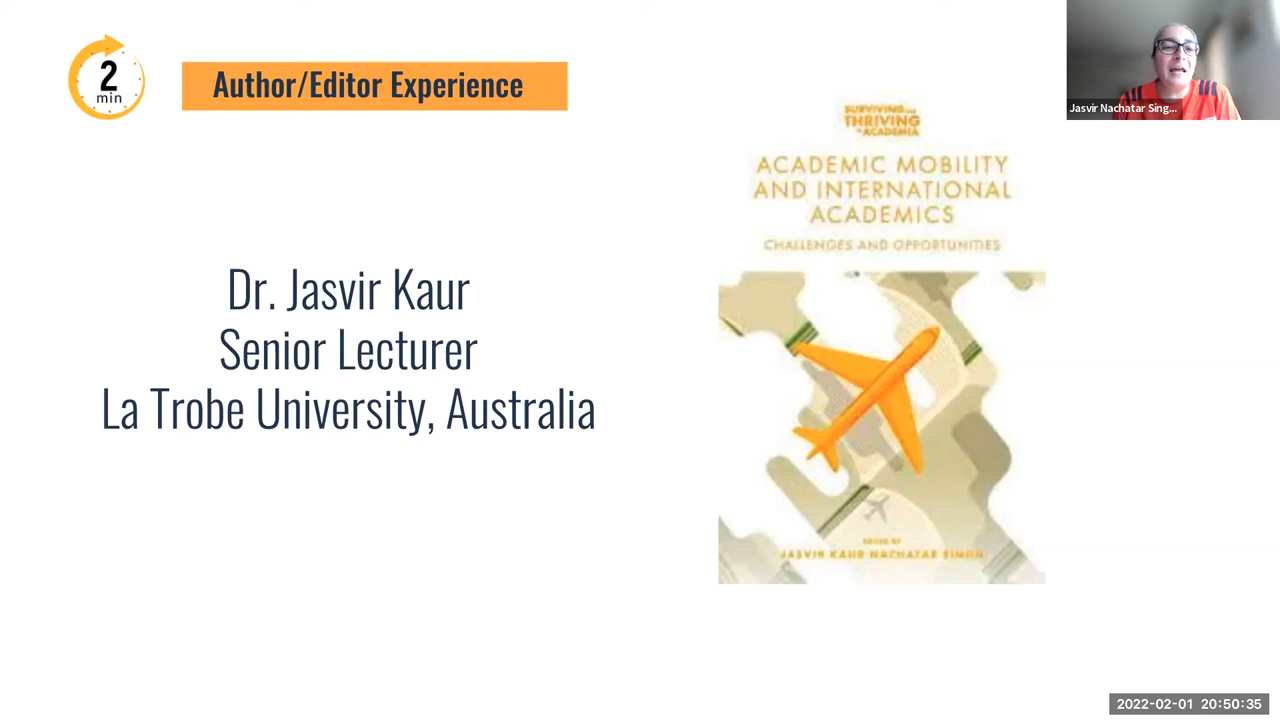 2
min
Author/Editor Experience
Jasvir Nachatar Sing...
SURVIVING AND
THRIVING
IN ACADEMIA
ACADEMIC MOBILITY
AND INTERNATIONAL
ACADEMICS
CHALLENGES AND OPPORTUNITIES
Dr. Jasvir Kaur
Senior Lecturer
La Trobe University, Australia
EDITED BY
JASVIR KAUR NACHATAR SINGH
2022-02-01 20:50:35